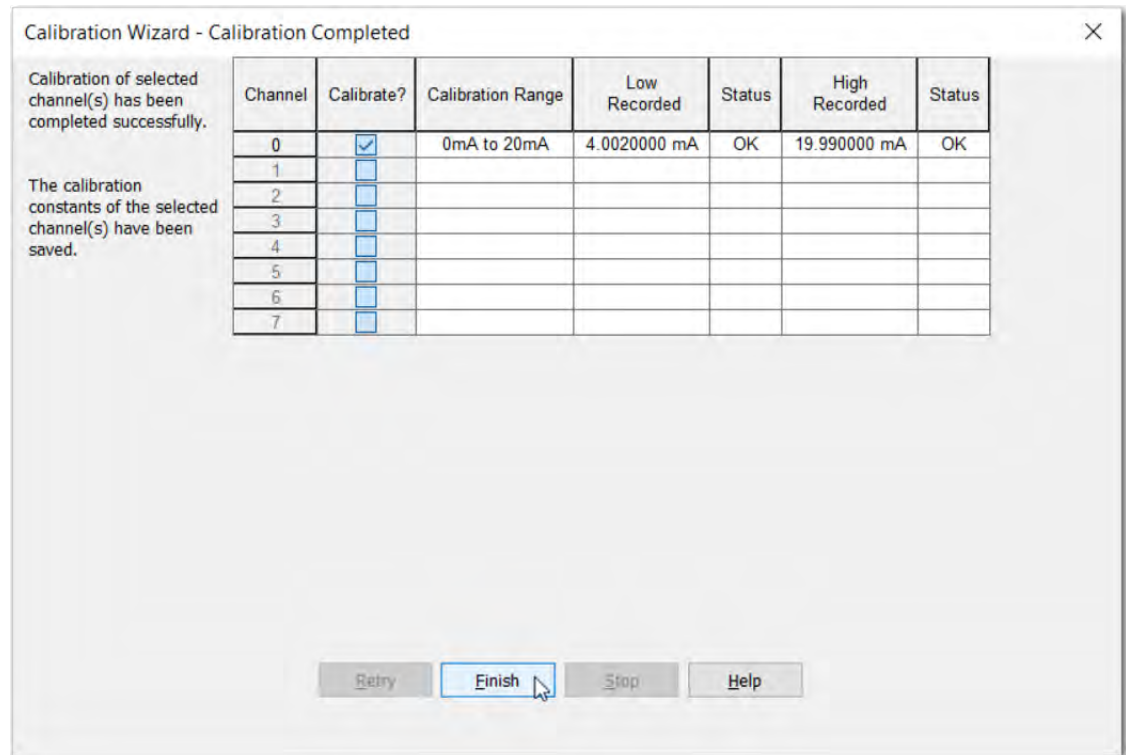 Calibration Wizard - Calibration Completed
Calibration of selected
channel(s) has been
completed successfully.
The calibration
constants of the selected
channel(s) have been
saved.
Channel Calibrate? Calibration Range Low Recorded Status High Recorded Status
0 0mA to 20mA 4.0020000 mA OK 19.990000 mA OK
1
2
3
4
5
6
7
Retry Finish Stop Help